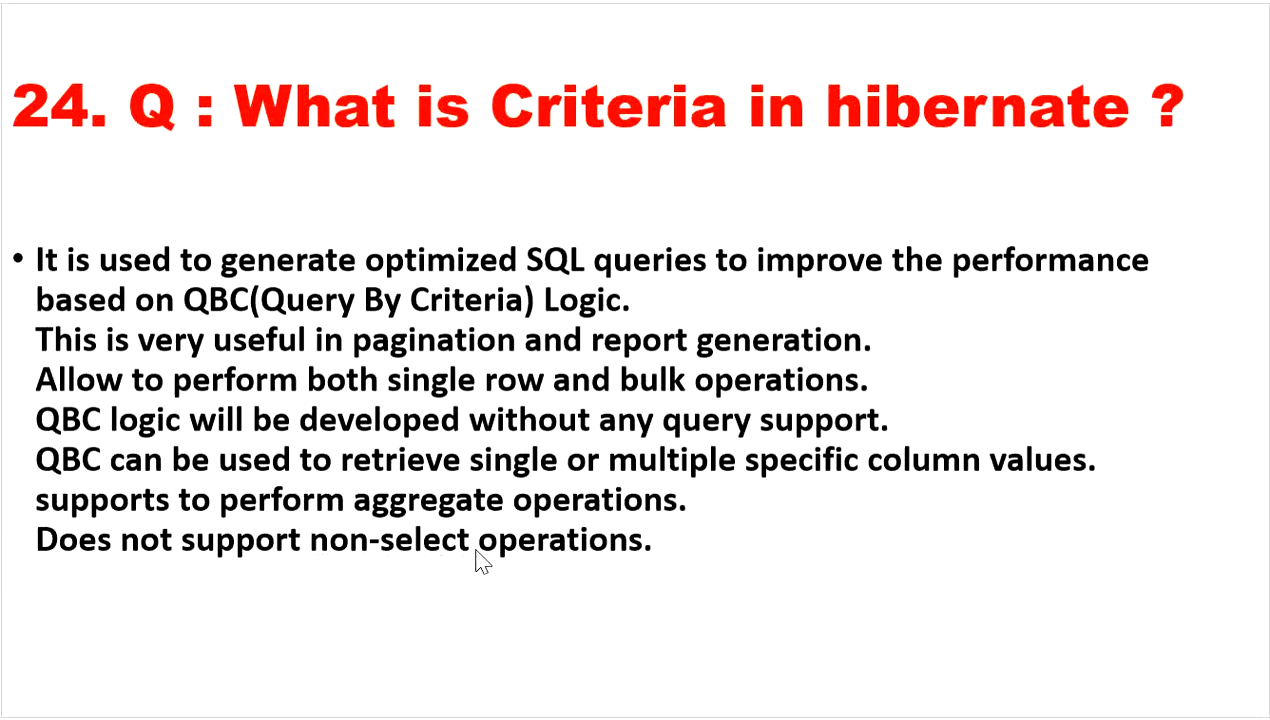 24. Q : What is Criteria in hibernate ?
• It is used to generate optimized SQL queries to improve the performance
based on QBC(Query By Criteria) Logic.
This is very useful in pagination and report generation.
Allow to perform both single row and bulk operations.
QBC logic will be developed without any query support.
QBC can be used to retrieve single or multiple specific column values.
supports to perform aggregate operations.
Does not support non-select operations.